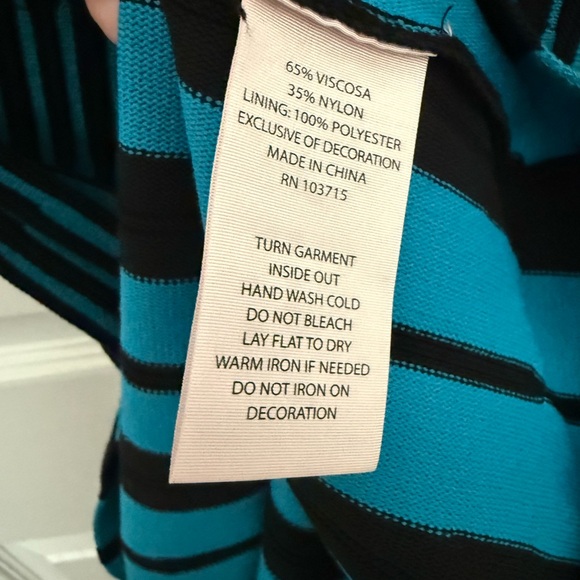 65% VISCOSA
35% NYLON
LINING: 100% POLYESTER
EXCLUSIVE OF DECORATION
MADE IN CHINA
RN 103715
TURN GARMENT
INSIDE OUT
HAND WASH COLD
DO NOT BLEACH
LAY FLAT TO DRY
WARM IRON IF NEEDED
DO NOT IRON ON
DECORATION